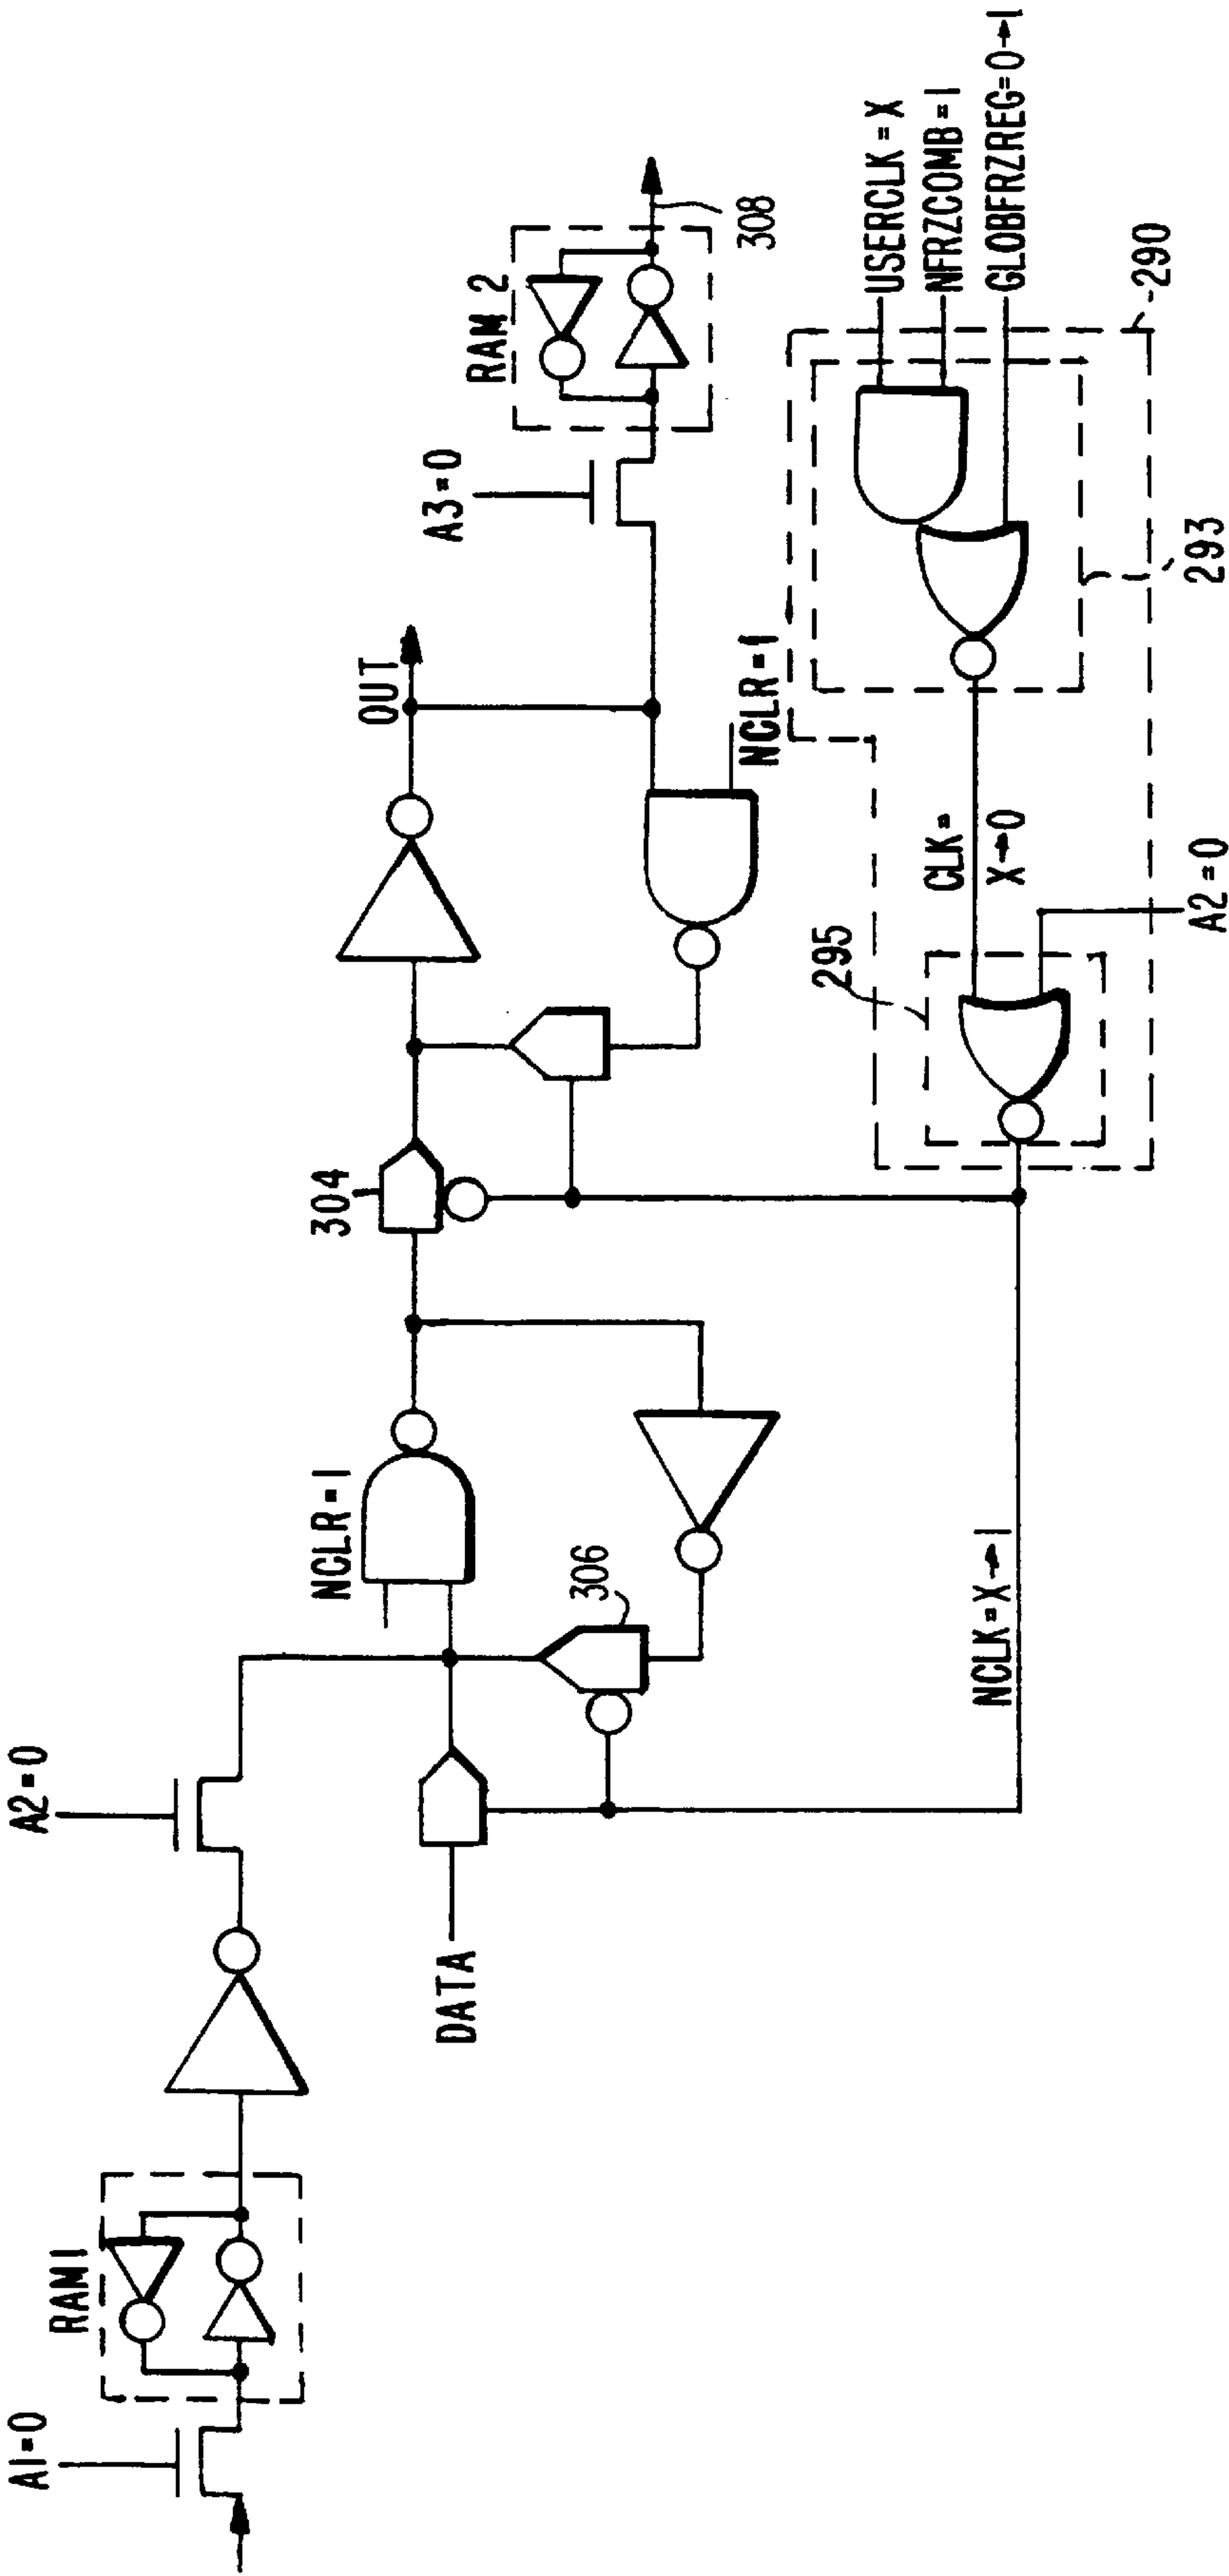 A1=0
RAM1
A2=0
DATA
NCLR=1
306
304
NCLK=X→1
OUT
A3=0
RAM 2
308
NCLR=1
295
CLK=
X→0
A2=0
293
290
USERCLK=X
NFRZCOMB=1
GLOBFRZREG=0→1